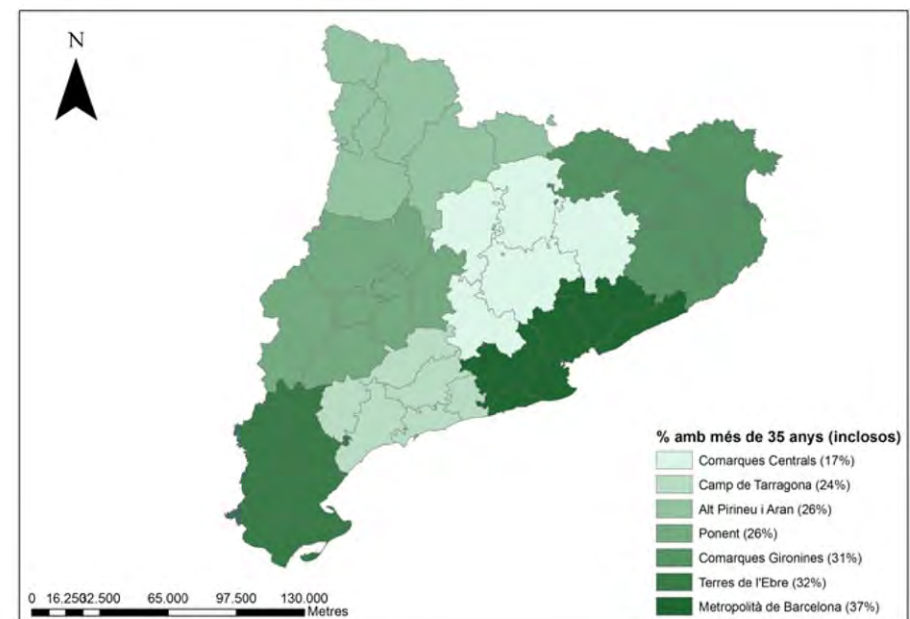 N
% amb més de 35 anys (inclosos)
Comarques Centrals (17%)
Camp de Tarragona (24%)
Alt Pirineu i Aran (26%)
Ponent (26%)
Comarques Gironines (31%)
Terres de l'Ebre (32%)
Metropolità de Barcelona (37%)
0 16.25032.500 65.000 97.500 130.000
Metres